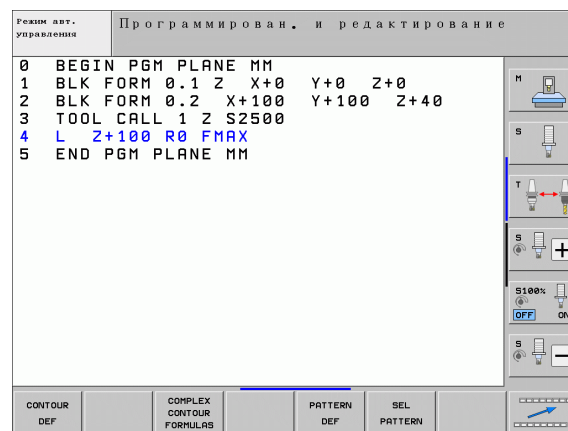 Режим авт.
управления
Программирован. и редактирование
0 BEGIN PGM PLANE MM
1 BLK FORM 0.1 Z X+0 Y+0 Z+0
2 BLK FORM 0.2 X+100 Y+100 Z+40
3 TOOL CALL 1 Z S2500
4 L Z+100 R0 FMAX
5 END PGM PLANE MM
M
S
T
S
+
S100%
OFF ON
S
-
CONTOUR
DEF
COMPLEX
CONTOUR
FORMULAS
PATTERN
DEF
SEL
PATTERN